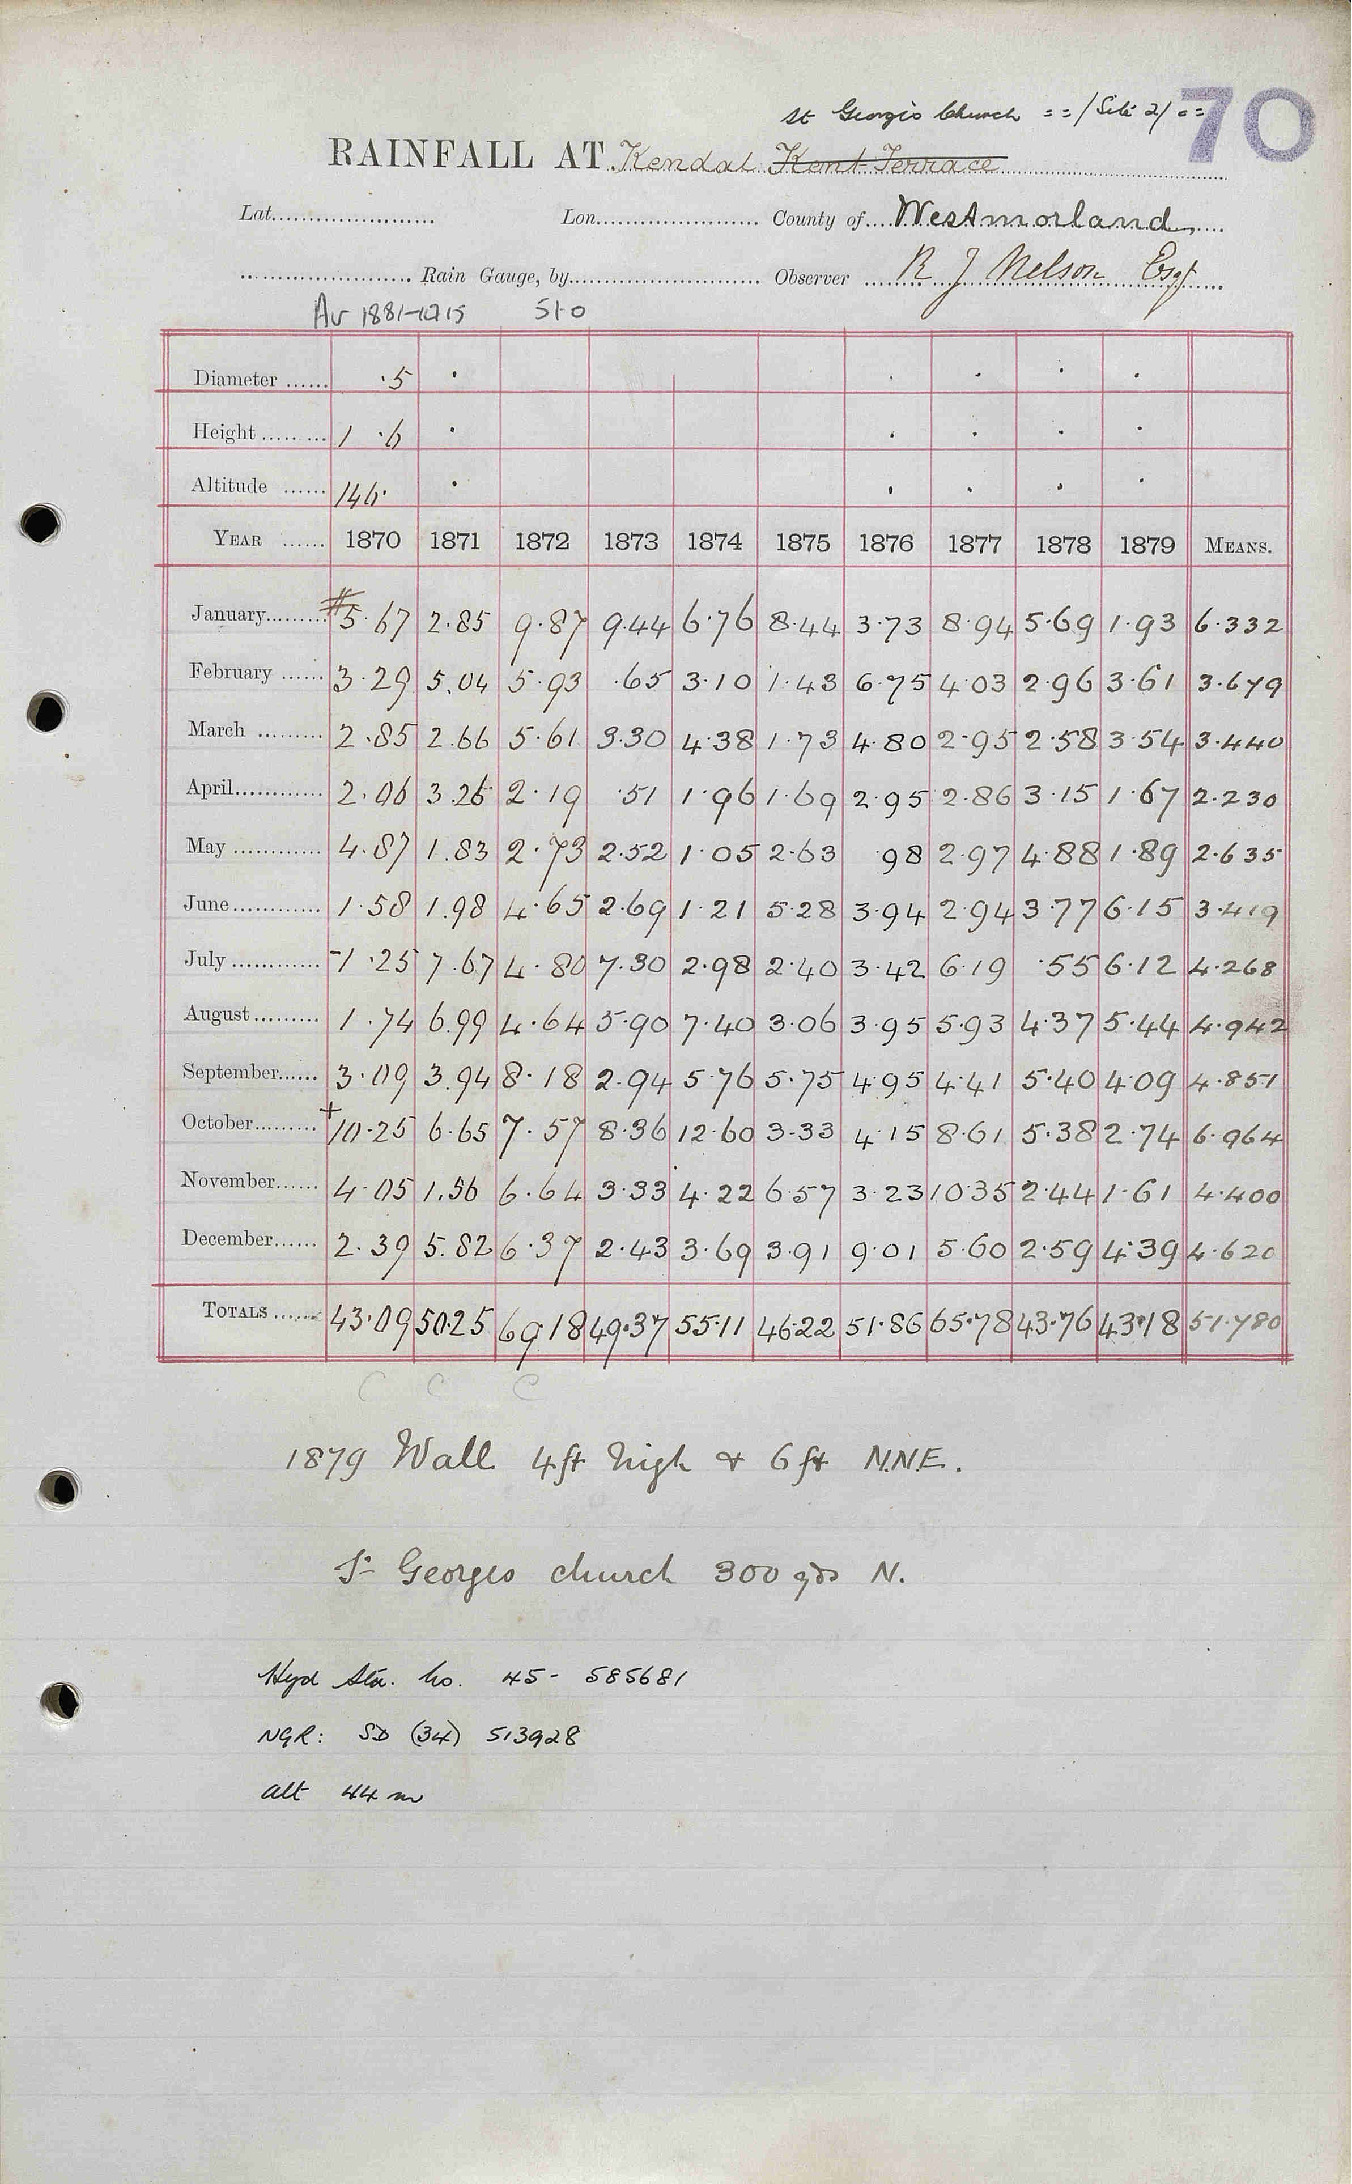 70
St Georges Church == / Site 2/ ==
RAINFALL AT Kendal Kent Terrace
Lat. Lon. County of Westmorland
Rain Gauge, by Observer R J Nelson Esqr
Av 1881-1915 51·0
Diameter ...... ·5 ·
Height ......... 1 ·6 ·
Altitude ...... 146· ·
YEAR ...... 1870 1871 1872 1873 1874 1875 1876 1877 1878 1879 MEANS.
January......... #5·67 2.85 9·87 9·44 6·76 8·44 3·73 8·94 5·69 1·93 6·332
February ...... 3·29 5.04 5·93 ·65 3·10 1·43 6·75 4·03 2·96 3·61 3·679
March ......... 2·85 2.66 5·61 3·30 4·38 1·73 4·80 2·95 2·58 3·54 3·440
April............ 2·06 3.26 2·19 ·51 1·96 1·69 2·95 2·86 3·15 1·67 2·230
May ............ 4·87 1.83 2·73 2·52 1·05 2·63 98 2·97 4·88 1·89 2·635
June............ 1·58 1.98 4·65 2·69 1·21 5·28 3·94 2·94 3·77 6·15 3·419
July ............ -1·25 7.67 4·80 7·30 2·98 2·40 3·42 6·19 ·55 6·12 4·268
August ......... 1·74 6.99 4·64 5·90 7·40 3·06 3·95 5·93 4·37 5·44 4·942
September...... 3·09 3.94 8·18 2·94 5·76 5·75 4·95 4·41 5·40 4·09 4·851
October......... +10·25 6·65 7·57 8·36 12·60 3·33 4·15 8·61 5·38 2·74 6·964
November...... 4·05 1.56 6·64 3·33 4·22 6·57 3·23 10·35 2·44 1·61 4·400
December...... 2·39 5.82 6·37 2·43 3·69 3·91 9·01 5·60 2·59 4·39 4·620
TOTALS ...... 43·09 50·25 69·18 49·37 55·11 46·22 51·86 65·78 43·76 43·18 51·780
C C C
1879 Wall 4ft high & 6ft N.N.E.
St Georges church 300 yds N.
Hyd Sta. No. 45- 585681
NGR: SD (34) 513928
alt 44 m